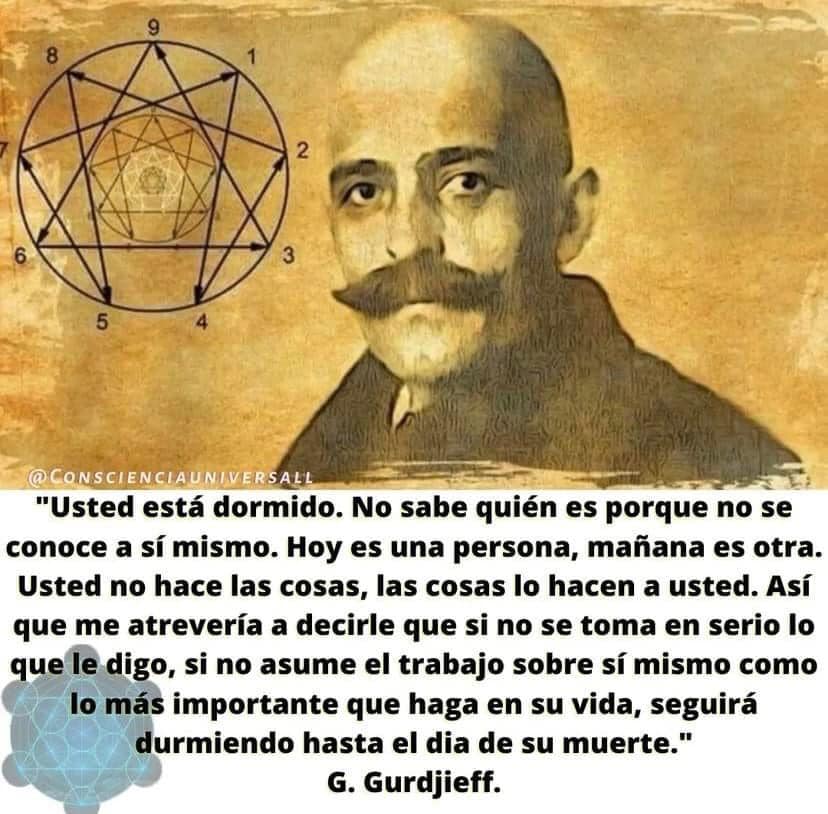 9
8
1
7
2
6
3
5
4
@CONSCIENCIAUNIVERSALL
"Usted está dormido. No sabe quién es porque no se
conoce a sí mismo. Hoy es una persona, mañana es otra.
Usted no hace las cosas, las cosas lo hacen a usted. Así
que me atrevería a decirle que si no se toma en serio lo
que le digo, si no asume el trabajo sobre sí mismo como
lo más importante que haga en su vida, seguirá
durmiendo hasta el dia de su muerte."
G. Gurdjieff.